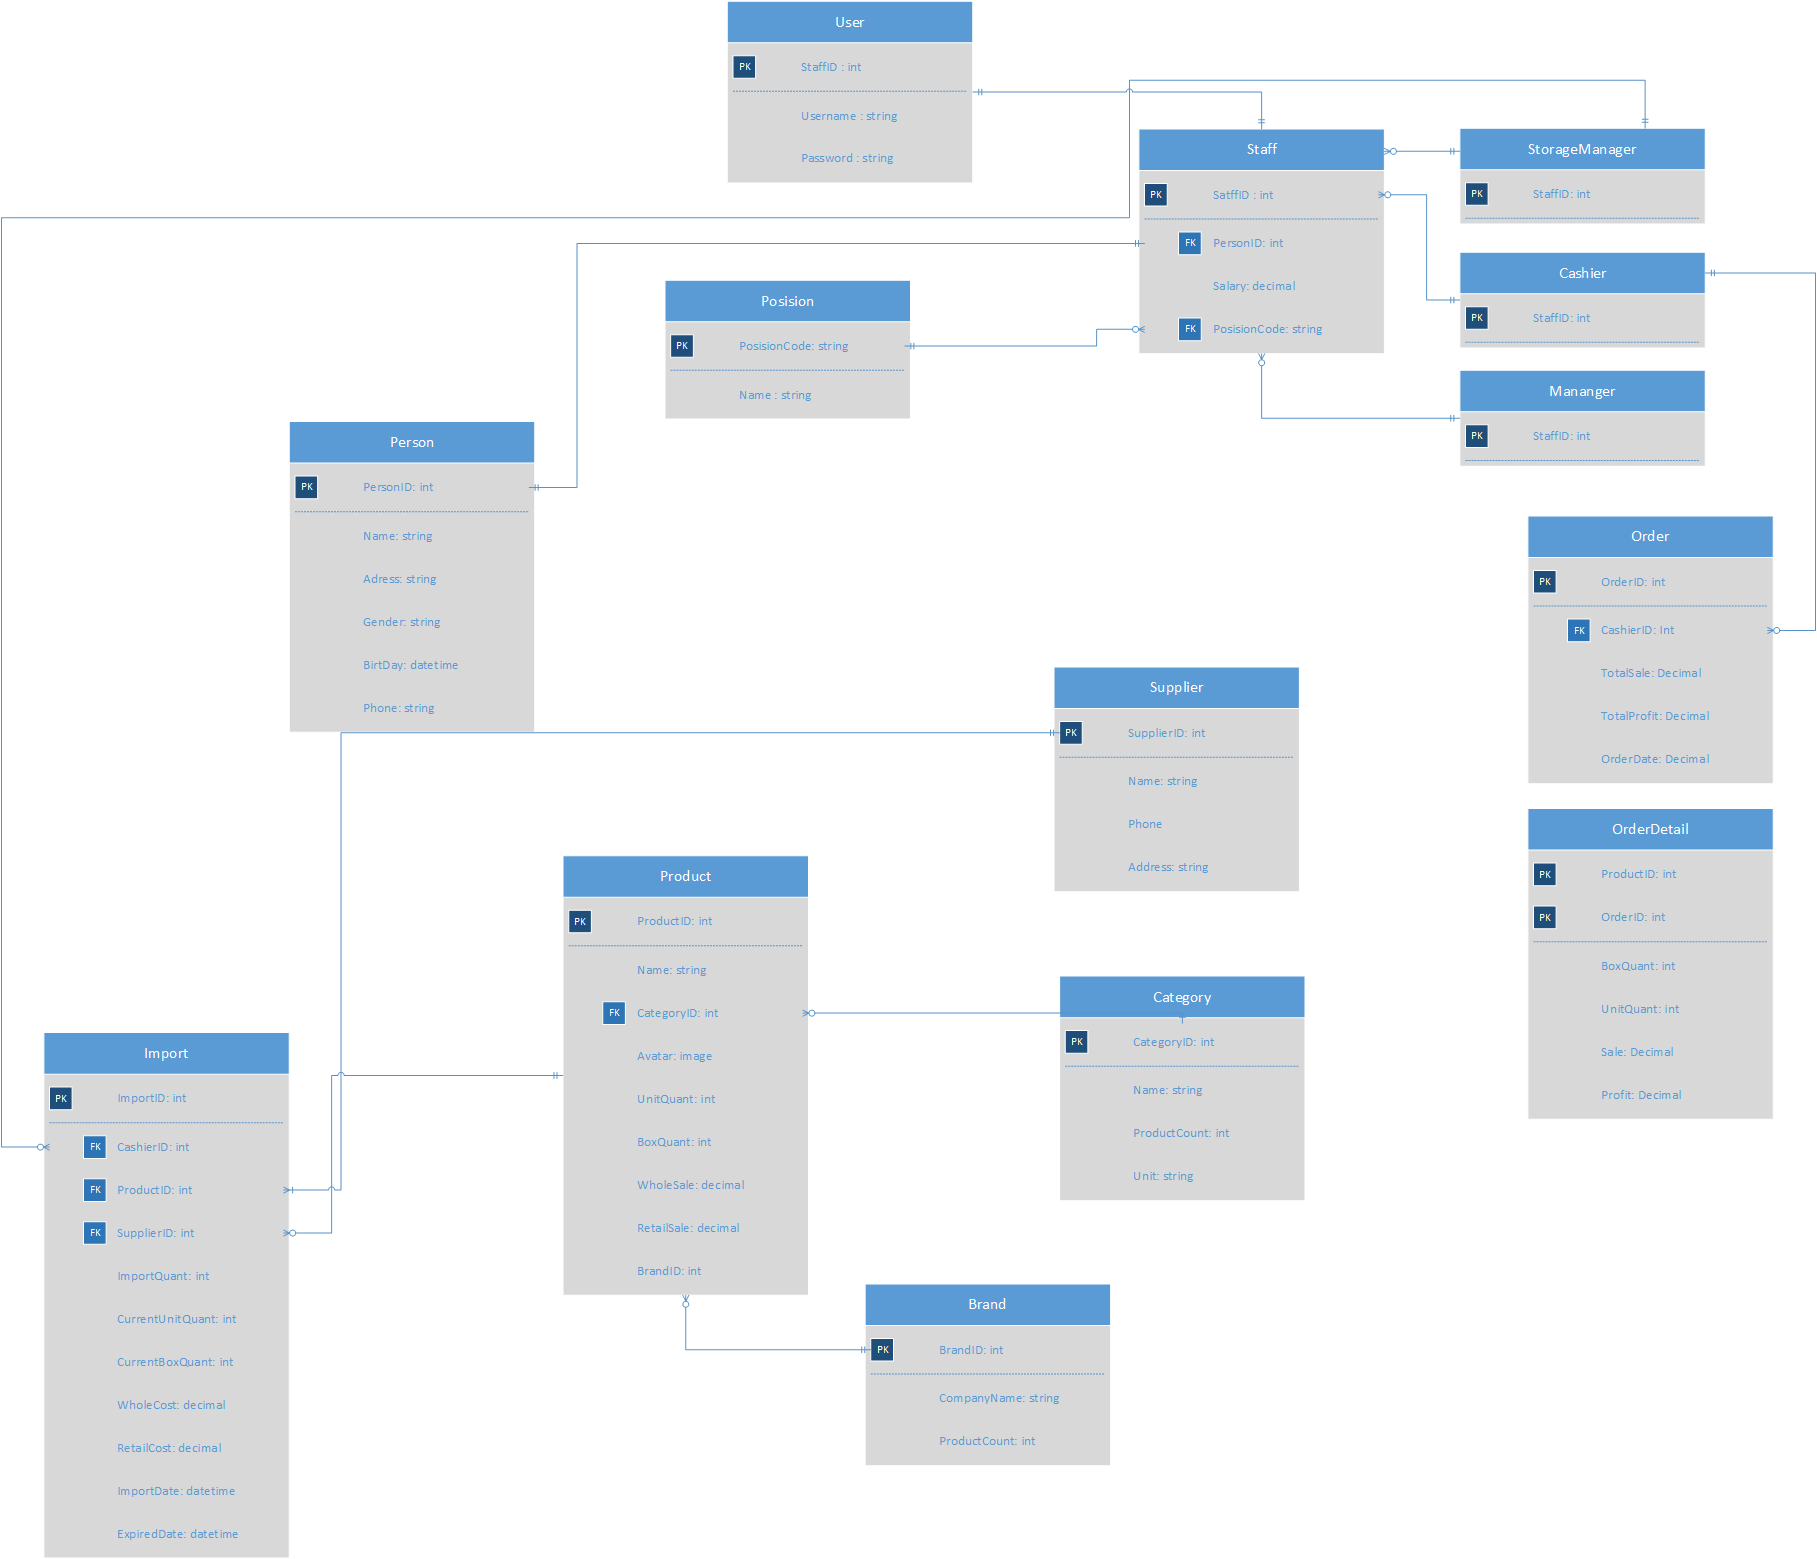 User
PK StaffID : int
Username : string
Password : string
Staff
PK SatffID : int
FK PersonID: int
Salary: decimal
FK PosisionCode: string
StorageManager
PK StaffID: int
Cashier
PK StaffID: int
Mananger
PK StaffID: int
Posision
PK PosisionCode: string
Name : string
Person
PK PersonID: int
Name: string
Adress: string
Gender: string
BirtDay: datetime
Phone: string
Order
PK OrderID: int
FK CashierID: Int
TotalSale: Decimal
TotalProfit: Decimal
OrderDate: Decimal
Supplier
PK SupplierID: int
Name: string
Phone
Address: string
OrderDetail
PK ProductID: int
PK OrderID: int
BoxQuant: int
UnitQuant: int
Sale: Decimal
Profit: Decimal
Product
PK ProductID: int
Name: string
FK CategoryID: int
Avatar: image
UnitQuant: int
BoxQuant: int
WholeSale: decimal
RetailSale: decimal
BrandID: int
Category
PK CategoryID: int
Name: string
ProductCount: int
Unit: string
Import
PK ImportID: int
FK CashierID: int
FK ProductID: int
FK SupplierID: int
ImportQuant: int
CurrentUnitQuant: int
CurrentBoxQuant: int
WholeCost: decimal
RetailCost: decimal
ImportDate: datetime
ExpiredDate: datetime
Brand
PK BrandID: int
CompanyName: string
ProductCount: int